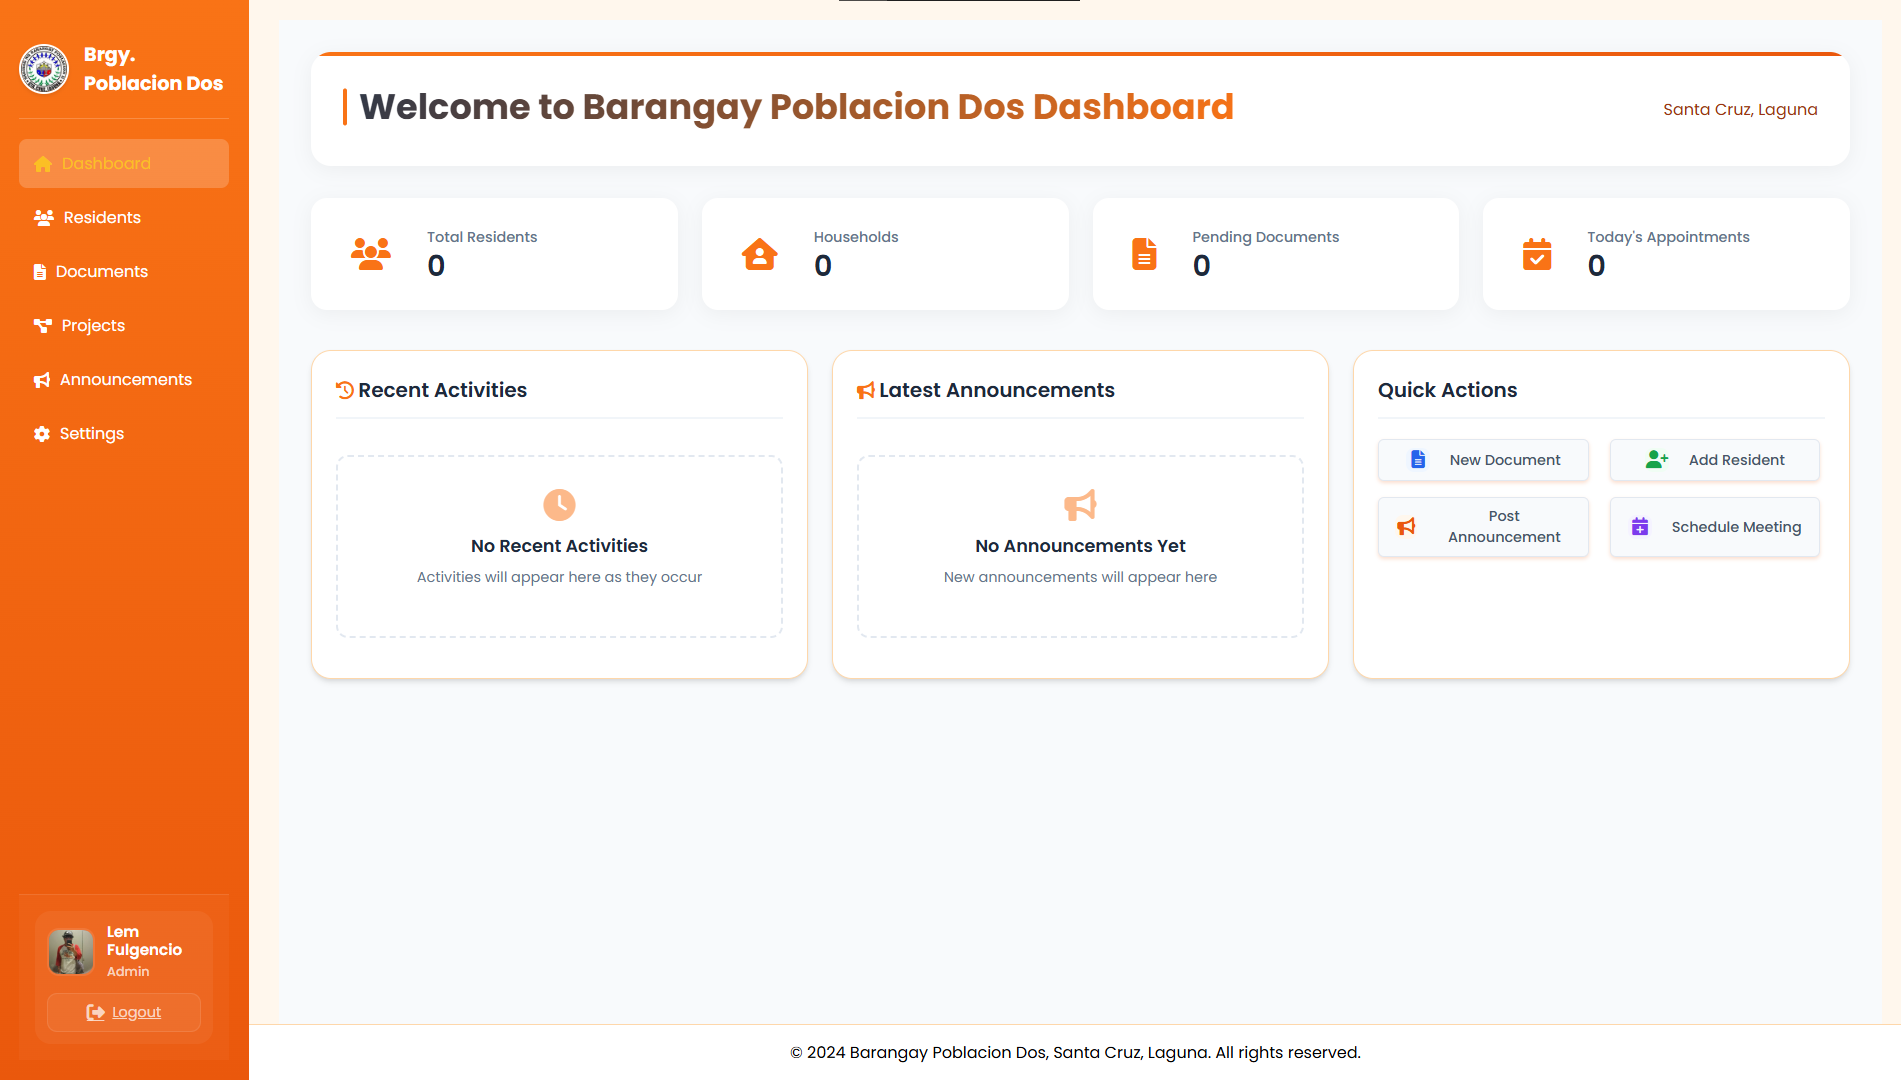 Brgy.
Poblacion Dos
Dashboard
Residents
Documents
Projects
Announcements
Settings
Lem
Fulgencio
Admin
Logout
Welcome to Barangay Poblacion Dos Dashboard
Santa Cruz, Laguna
Total Residents
0
Households
0
Pending Documents
0
Today's Appointments
0
Recent Activities
No Recent Activities
Activities will appear here as they occur
Latest Announcements
No Announcements Yet
New announcements will appear here
Quick Actions
New Document
Add Resident
Post
Announcement
Schedule Meeting
© 2024 Barangay Poblacion Dos, Santa Cruz, Laguna. All rights reserved.